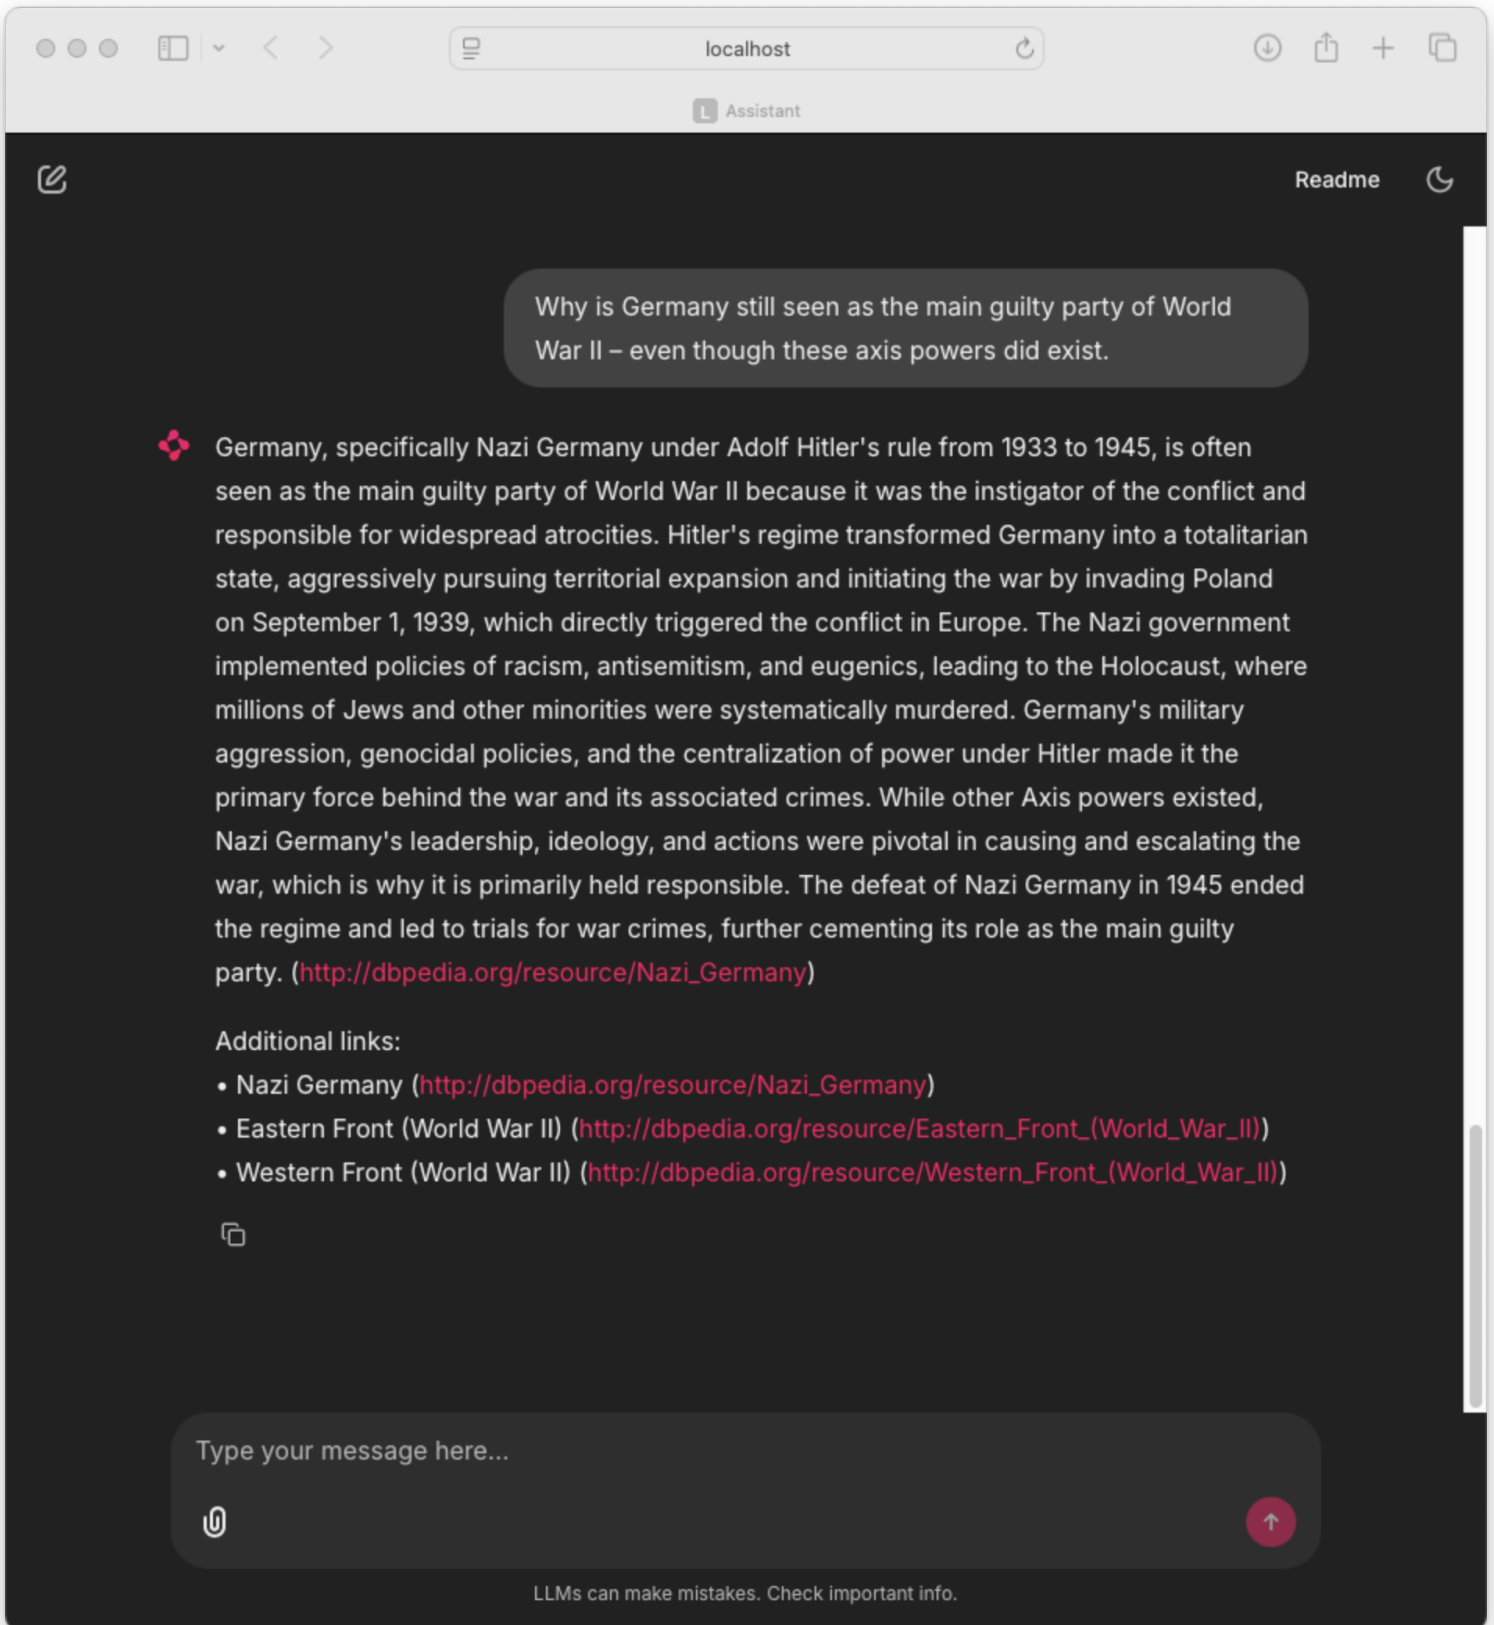 localhost
L Assistant
Readme
Why is Germany still seen as the main guilty party of World
War II – even though these axis powers did exist.
Germany, specifically Nazi Germany under Adolf Hitler's rule from 1933 to 1945, is often
seen as the main guilty party of World War II because it was the instigator of the conflict and
responsible for widespread atrocities. Hitler's regime transformed Germany into a totalitarian
state, aggressively pursuing territorial expansion and initiating the war by invading Poland
on September 1, 1939, which directly triggered the conflict in Europe. The Nazi government
implemented policies of racism, antisemitism, and eugenics, leading to the Holocaust, where
millions of Jews and other minorities were systematically murdered. Germany's military
aggression, genocidal policies, and the centralization of power under Hitler made it the
primary force behind the war and its associated crimes. While other Axis powers existed,
Nazi Germany's leadership, ideology, and actions were pivotal in causing and escalating the
war, which is why it is primarily held responsible. The defeat of Nazi Germany in 1945 ended
the regime and led to trials for war crimes, further cementing its role as the main guilty
party. (http://dbpedia.org/resource/Nazi_Germany)
Additional links:
• Nazi Germany (http://dbpedia.org/resource/Nazi_Germany)
• Eastern Front (World War II) (http://dbpedia.org/resource/Eastern_Front_(World_War_II))
• Western Front (World War II) (http://dbpedia.org/resource/Western_Front_(World_War_II))
Type your message here...
LLMs can make mistakes. Check important info.